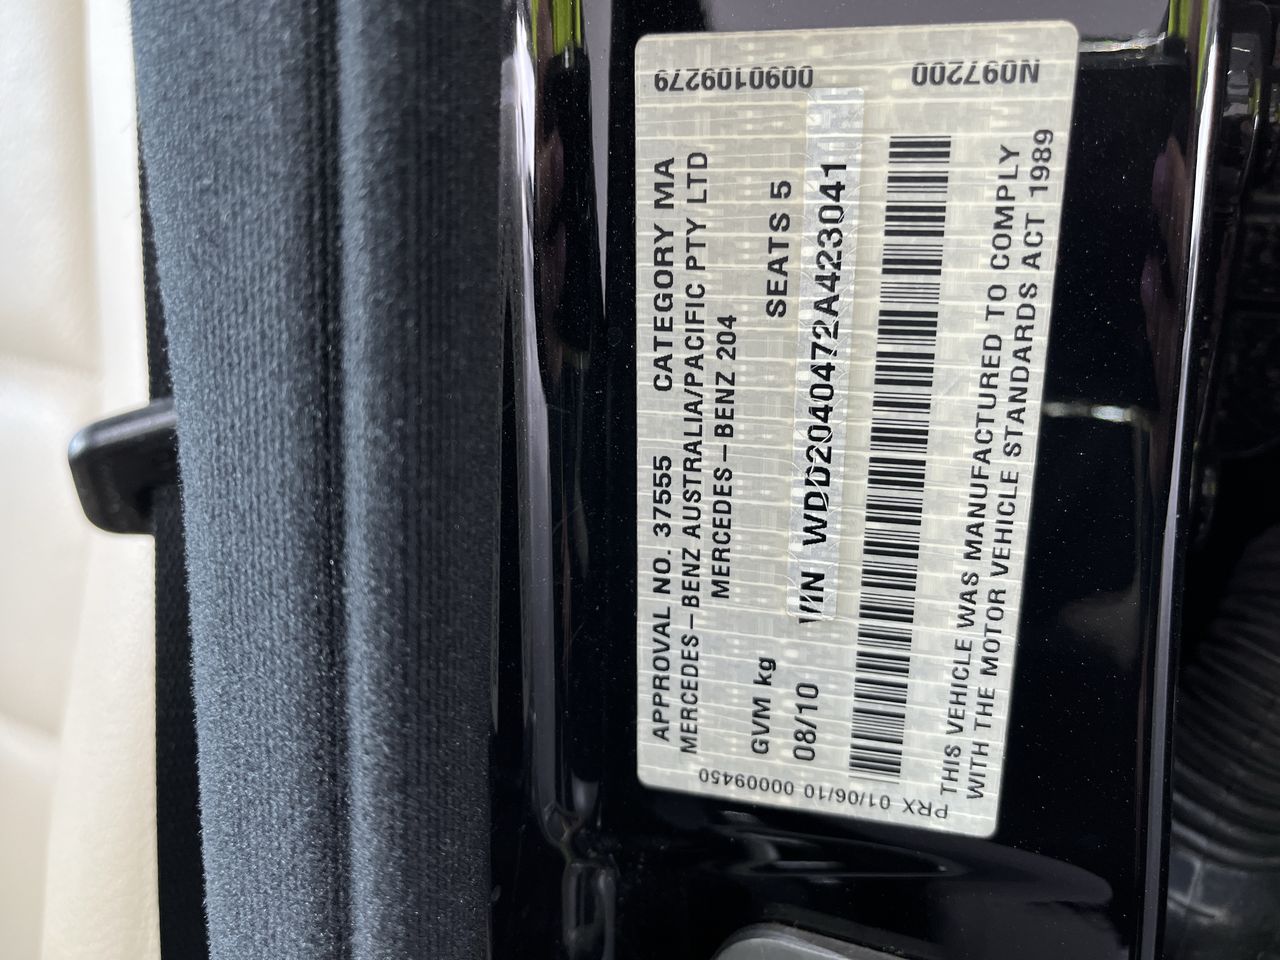 APPROVAL NO. 37555 CATEGORY MA
MERCEDES-BENZ AUSTRALIA/PACIFIC PTY LTD
MERCEDES-BENZ 204
GVM kg SEATS 5
08/10 VIN WDD2040472A423041
THIS VEHICLE WAS MANUFACTURED TO COMPLY
WITH THE MOTOR VEHICLE STANDARDS ACT 1989
PRX 01/06/10 00009450
0090109279
N097200